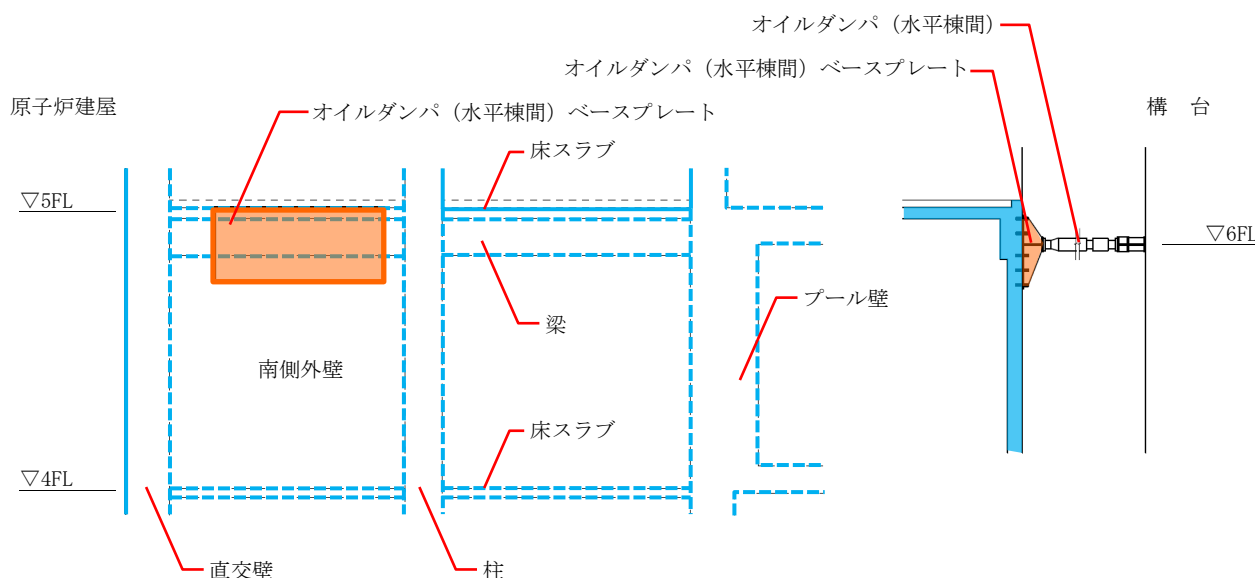 オイルダンパ（水平棟間）
オイルダンパ（水平棟間）ベースプレート
原子炉建屋
オイルダンパ（水平棟間）ベースプレート
構　台
床スラブ
▽5FL
▽6FL
プール壁
梁
南側外壁
床スラブ
▽4FL
直交壁
柱